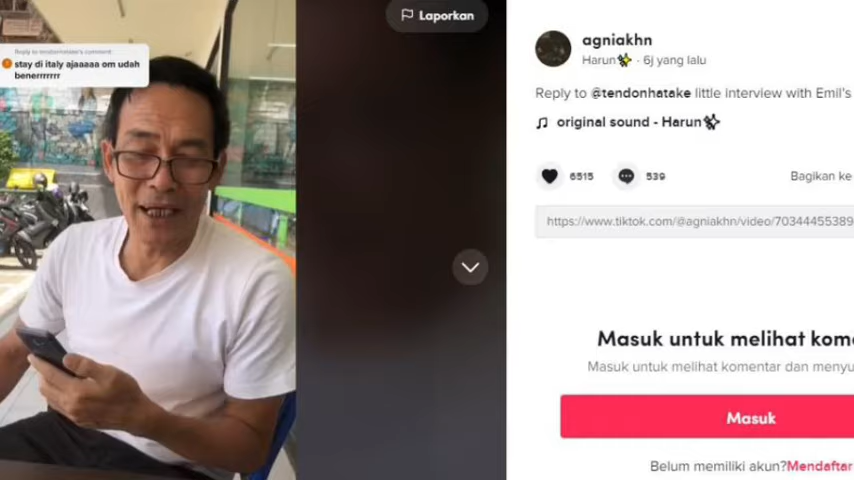 Laporkan
Reply to tendonhatake's comment
stay di italy ajaaaaa om udah
benerrrrrrr
agniakhn
Harun✨ · 6j yang lalu
Reply to @tendonhatake little interview with Emil's
♫ original sound - Harun✨
6515
539
Bagikan ke
https://www.tiktok.com/@agniakhn/video/70344455389
Masuk untuk melihat kome
Masuk untuk melihat komentar dan menyu
Masuk
Belum memiliki akun?Mendaftar